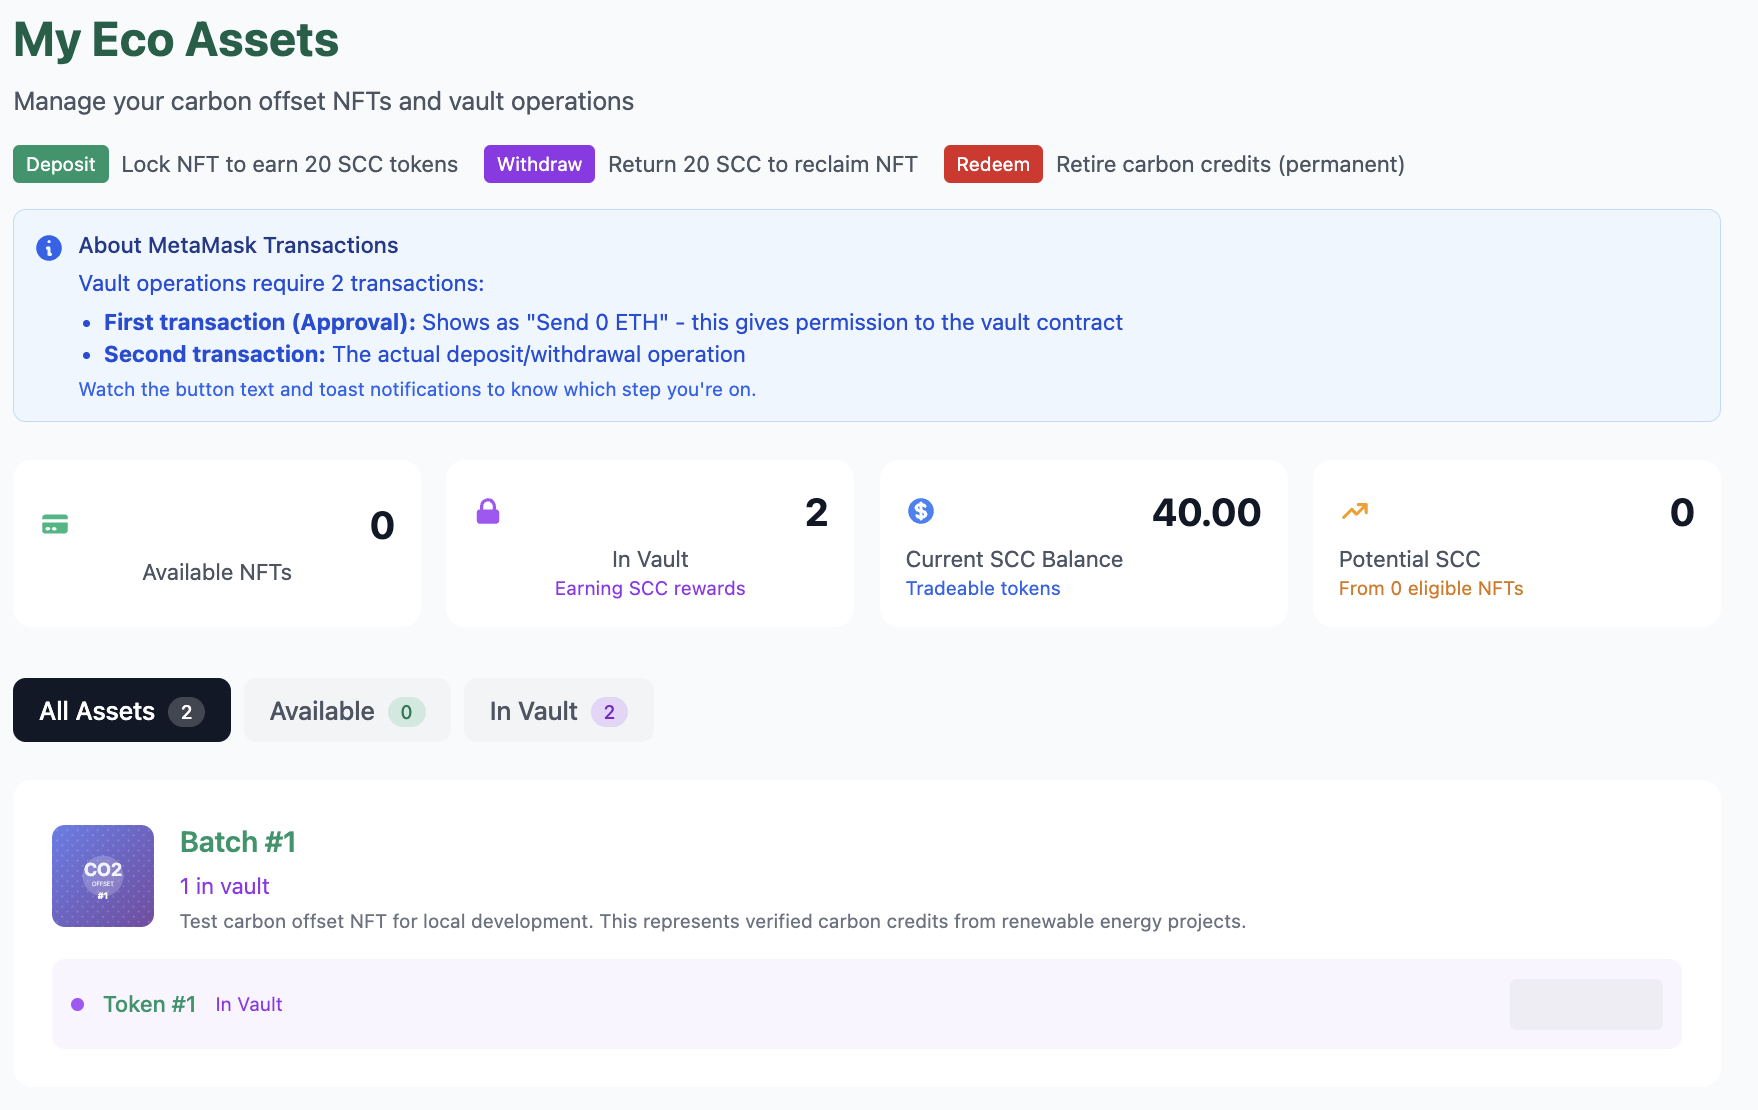 My Eco Assets
Manage your carbon offset NFTs and vault operations
Deposit Lock NFT to earn 20 SCC tokens Withdraw Return 20 SCC to reclaim NFT Redeem Retire carbon credits (permanent)
About MetaMask Transactions
Vault operations require 2 transactions:
• First transaction (Approval): Shows as "Send 0 ETH" - this gives permission to the vault contract
• Second transaction: The actual deposit/withdrawal operation
Watch the button text and toast notifications to know which step you're on.
0
Available NFTs
2
In Vault
Earning SCC rewards
40.00
Current SCC Balance
Tradeable tokens
0
Potential SCC
From 0 eligible NFTs
All Assets 2 Available 0 In Vault 2
CO2
OFFSET
#1
Batch #1
1 in vault
Test carbon offset NFT for local development. This represents verified carbon credits from renewable energy projects.
Token #1 In Vault